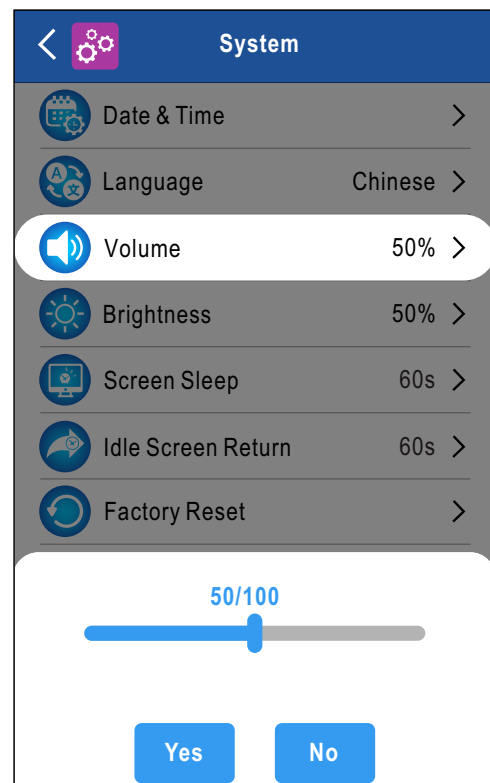 System
Date & Time
Language Chinese
Volume 50%
Brightness 50%
Screen Sleep 60s
Idle Screen Return 60s
Factory Reset
50/100
Yes No